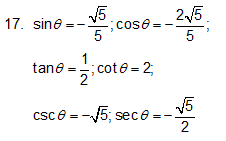 17. sinθ = −√5/5; cosθ = −2√5/5;
tanθ = 1/2; cotθ = 2;
cscθ = −√5; secθ = −√5/2